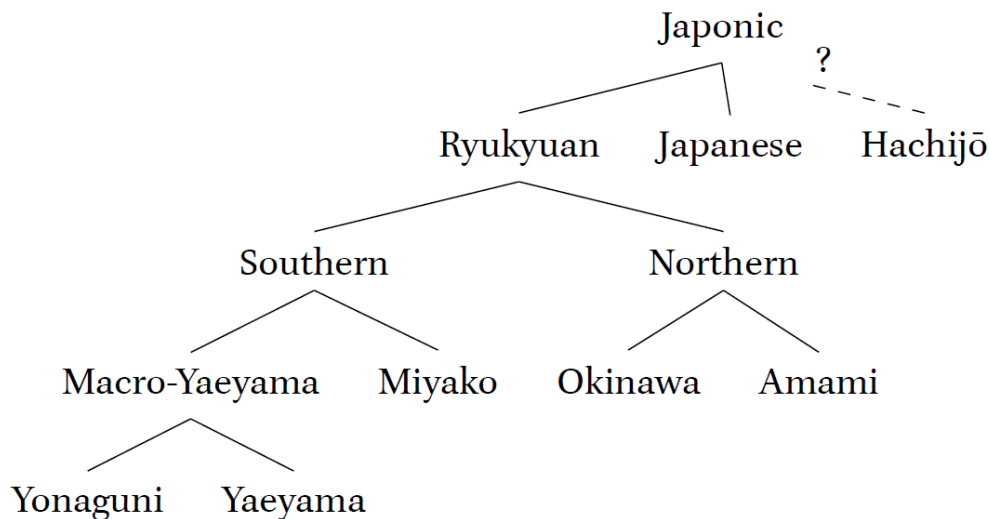 Japonic
?
Ryukyuan Japanese Hachijō
Southern Northern
Macro-Yaeyama Miyako Okinawa Amami
Yonaguni Yaeyama